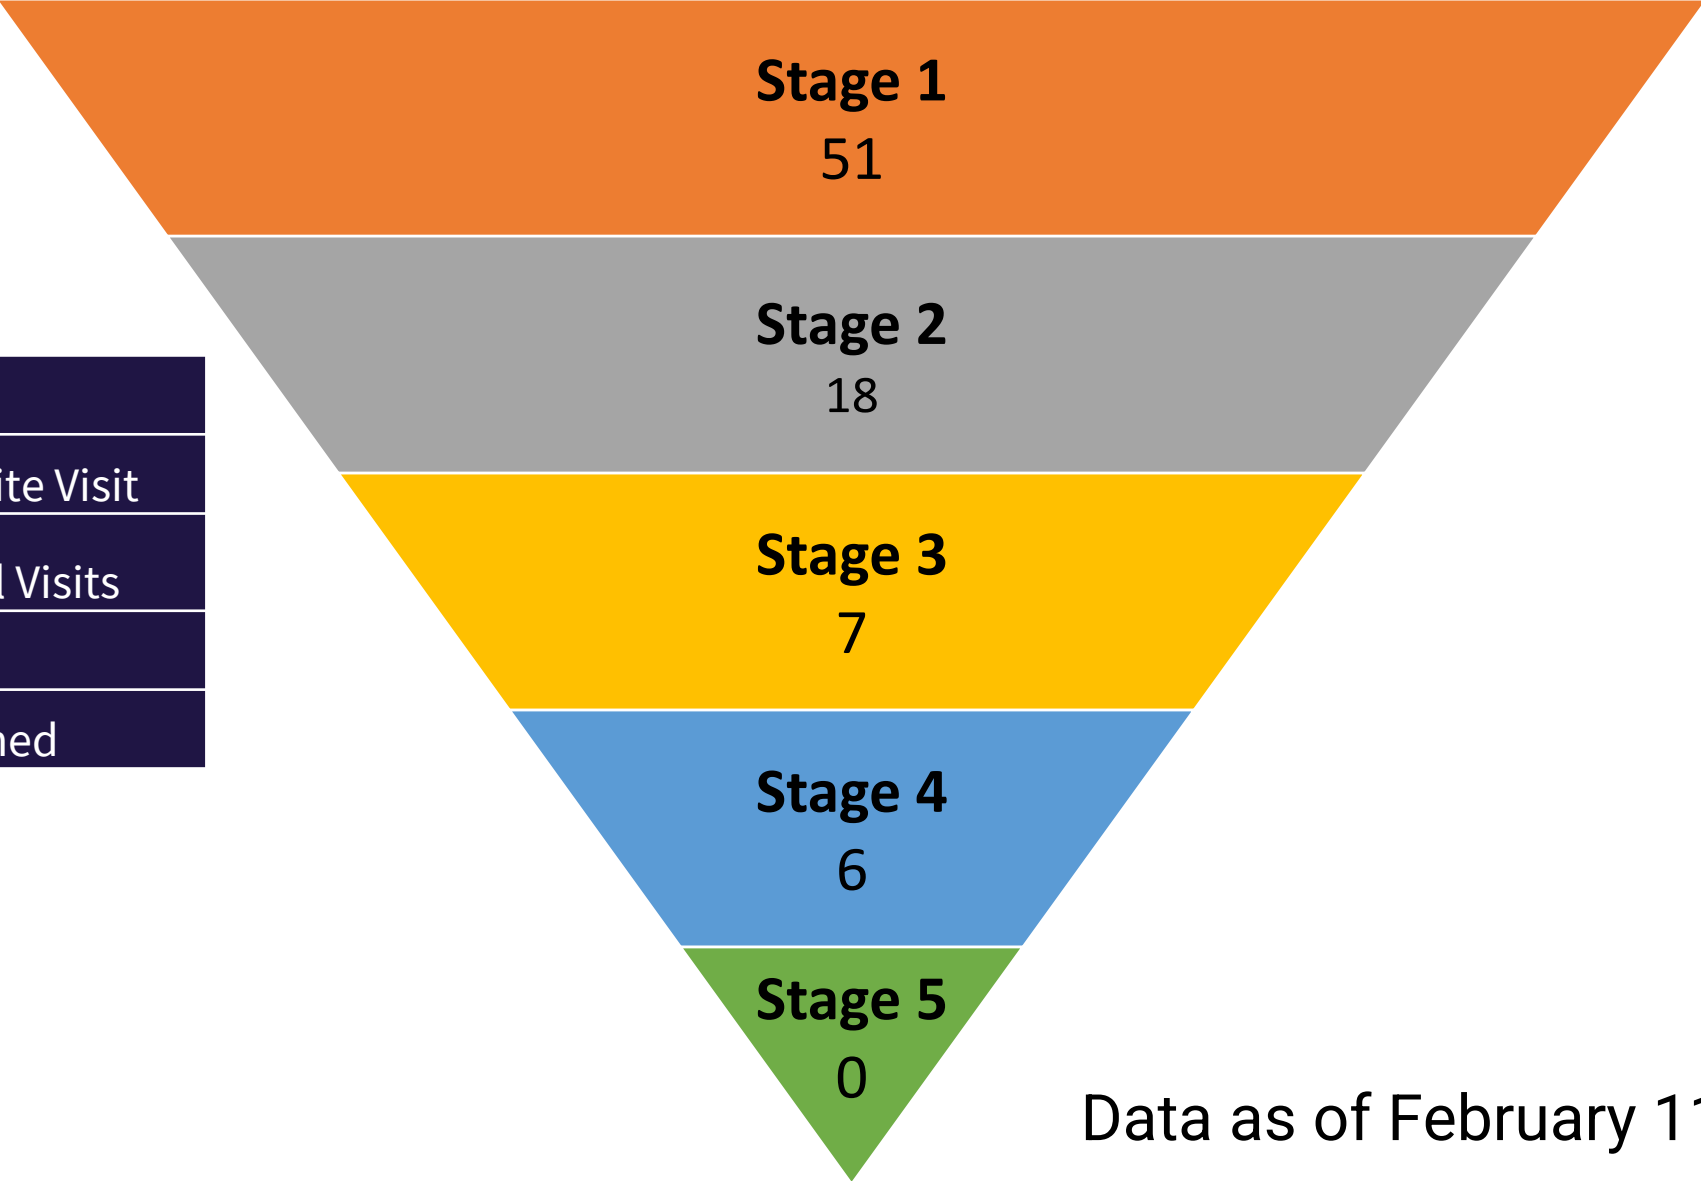 Stage 1
51
Stage 2
18
ite Visit
Stage 3
7
l Visits
ned
Stage 4
6
Stage 5
0
Data as of February 11